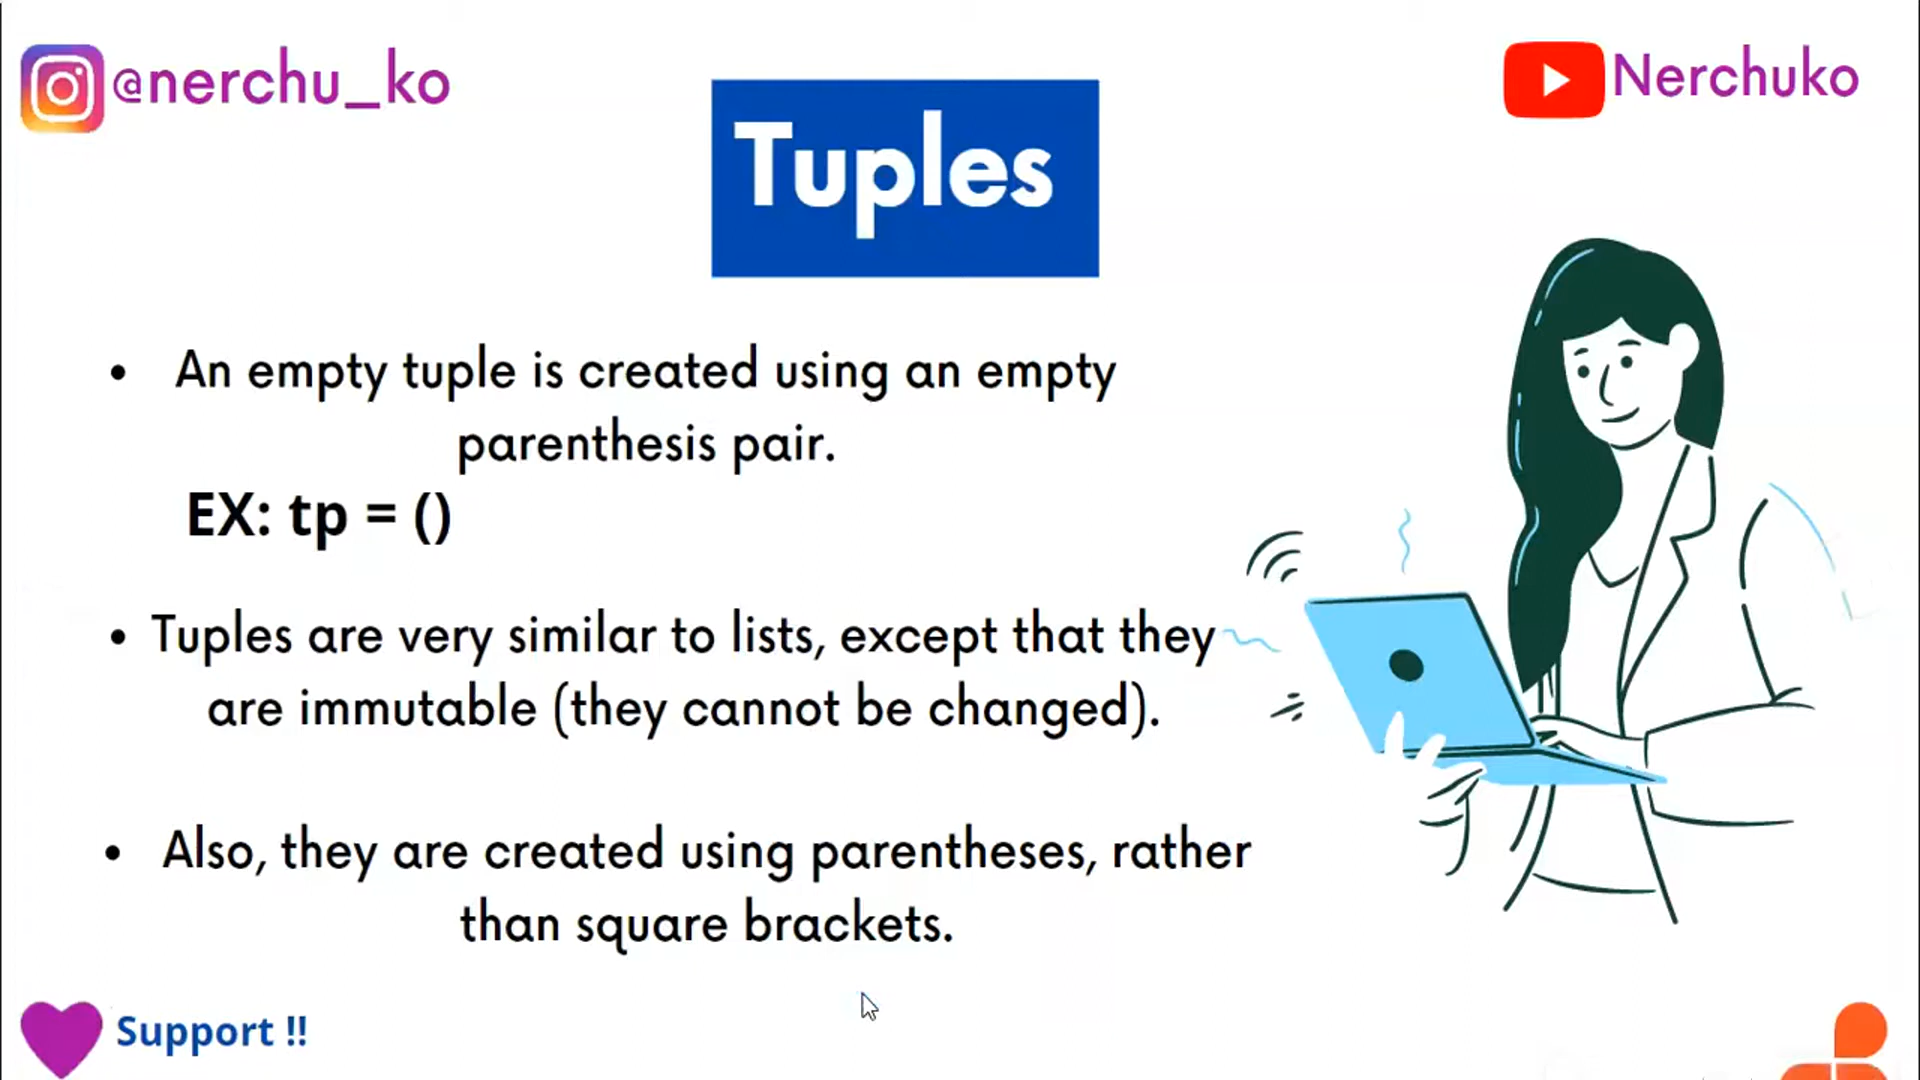 @nerchu_ko
Nerchuko
Tuples
• An empty tuple is created using an empty
parenthesis pair.
EX: tp = ()
• Tuples are very similar to lists, except that they
are immutable (they cannot be changed).
• Also, they are created using parentheses, rather
than square brackets.
Support !!